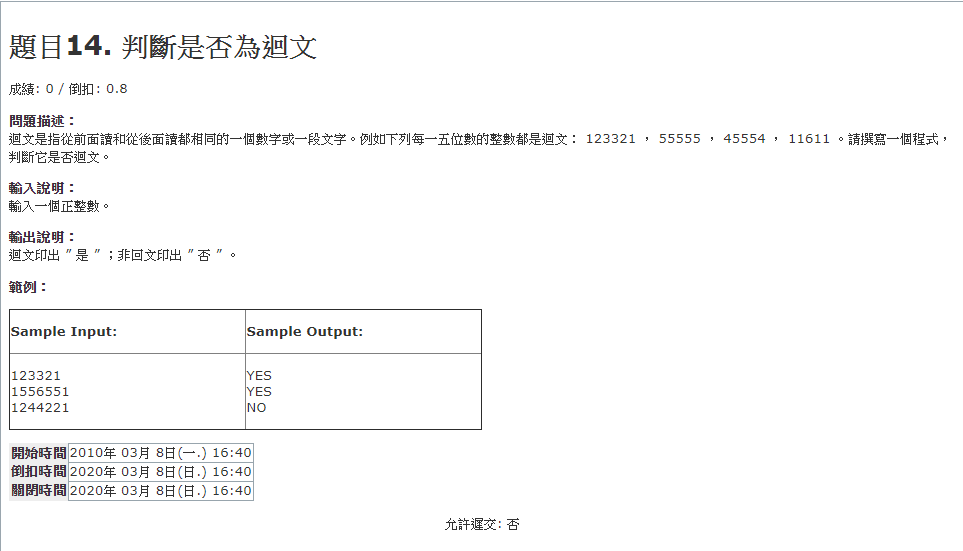 題目14. 判斷是否為迴文
成績: 0 / 倒扣: 0.8
問題描述：
迴文是指從前面讀和從後面讀都相同的一個數字或一段文字。例如下列每一五位數的整數都是迴文： 123321 ， 55555 ， 45554 ， 11611 。請撰寫一個程式，
判斷它是否迴文。
輸入說明：
輸入一個正整數。
輸出說明：
迴文印出 ″ 是 ″ ；非回文印出 ″ 否 ″ 。
範例：
Sample Input: Sample Output:
123321 YES
1556551 YES
1244221 NO
開始時間 2010年 03月 8日(一.) 16:40
倒扣時間 2020年 03月 8日(日.) 16:40
關閉時間 2020年 03月 8日(日.) 16:40
允許遲交: 否